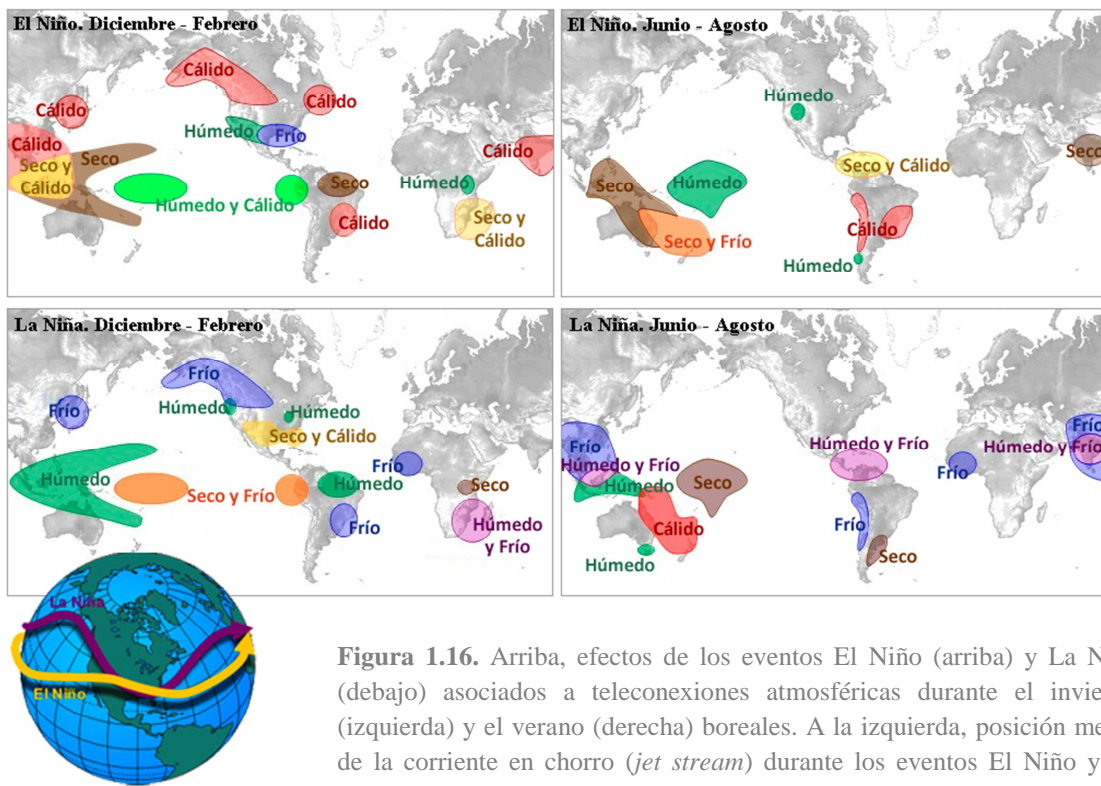 El Niño. Diciembre - Febrero
Cálido
Cálido
Cálido
Húmedo
Frío
Cálido
Seco
Seco y
Cálido
Húmedo y Cálido
Seco
Cálido
Cálido
Húmedo
Seco y
Cálido
El Niño. Junio - Agosto
Húmedo
Seco y Cálido
Seco
Seco
Húmedo
Seco y Frío
Cálido
Húmedo
La Niña. Diciembre - Febrero
Frío
Frío
Húmedo
Húmedo
Seco y Cálido
Húmedo
Seco y Frío
Húmedo
Frío
Frío
Seco
Húmedo
y Frío
La Niña. Junio - Agosto
Frío
Húmedo y Frío
Húmedo
Húmedo y Frío
Seco
Cálido
Húmedo
Frío
Seco
Frío
Frío
Húmedo y Frío
La Niña
El Niño
Figura 1.16. Arriba, efectos de los eventos El Niño (arriba) y La
(debajo) asociados a teleconexiones atmosféricas durante el
(izquierda) y el verano (derecha) boreales. A la izquierda, posición
de la corriente en chorro (jet stream) durante los eventos El Niño y